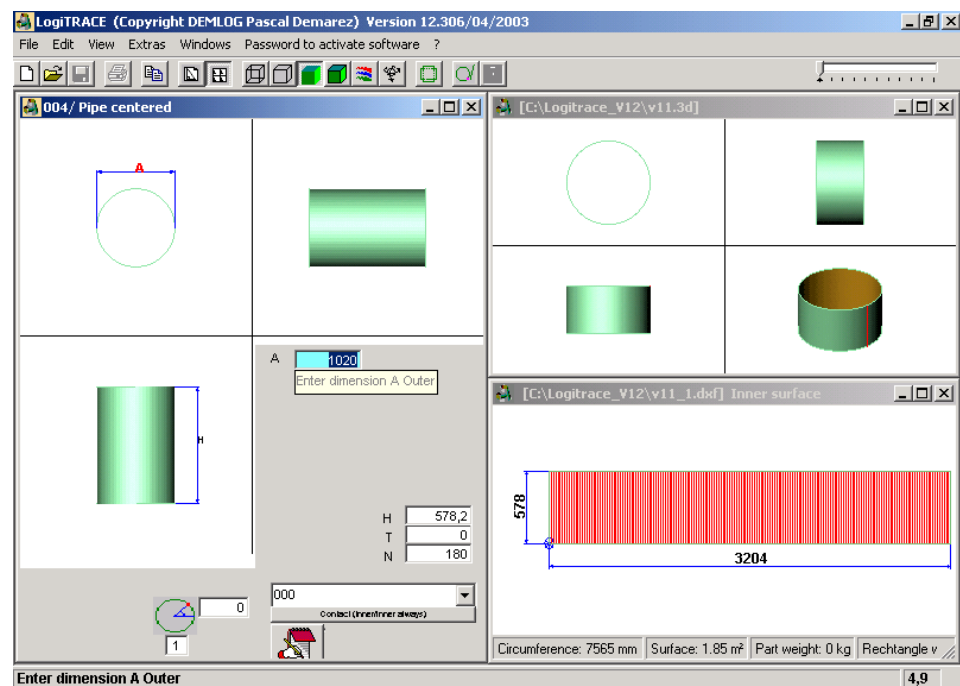 LogiTRACE (Copyright DEMLOG Pascal Demarez) Version 12.306/04/2003
File Edit View Extras Windows Password to activate software ?
004/ Pipe centered
A
H
A 1020
Enter dimension A Outer
H 578,2
T 0
N 180
0
1
000
Contact (Inner/Inner always)
[C:\Logitrace_V12\v11.3d]
[C:\Logitrace_V12\v11_1.dxf] Inner surface
578
3204
Circumference: 7565 mm Surface: 1.85 m² Part weight: 0 kg Rechtangle v
Enter dimension A Outer 4,9